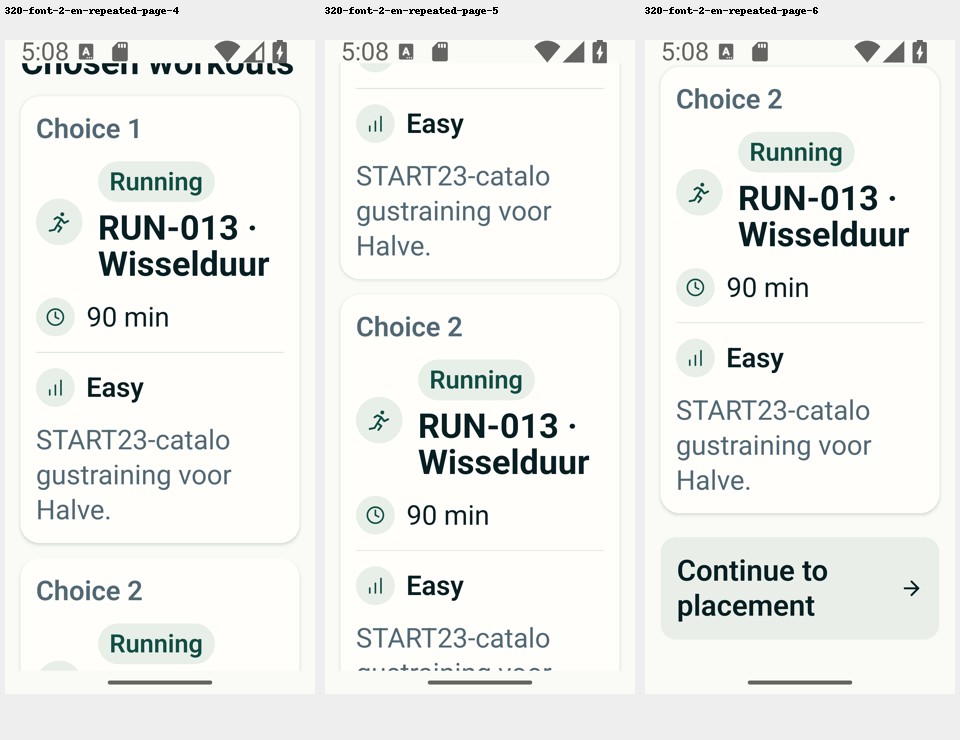 320-font-2-en-repeated-page-4
5:08
Chosen workouts
Choice 1
Running
RUN-013 ·
Wisselduur
90 min
Easy
START23-catalo
gustraining voor
Halve.
Choice 2
Running
320-font-2-en-repeated-page-5
5:08
Easy
START23-catalo
gustraining voor
Halve.
Choice 2
Running
RUN-013 ·
Wisselduur
90 min
Easy
START23-catalo
gustraining voor
320-font-2-en-repeated-page-6
5:08
Choice 2
Running
RUN-013 ·
Wisselduur
90 min
Easy
START23-catalo
gustraining voor
Halve.
Continue to
placement